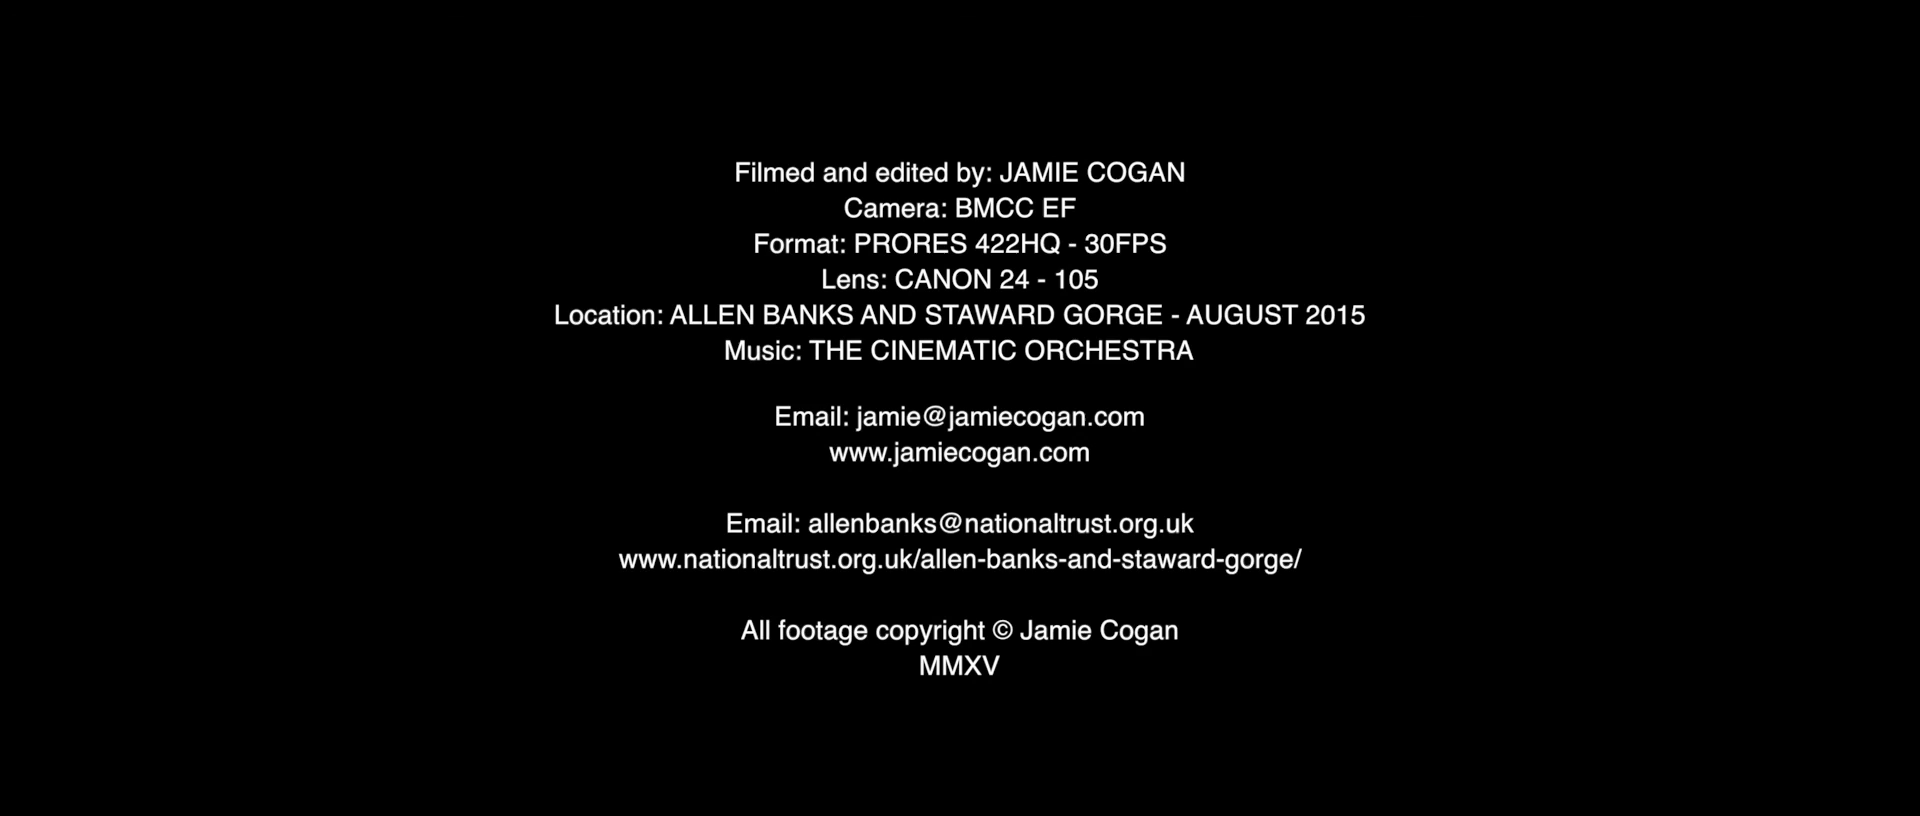 Filmed and edited by: JAMIE COGAN
Camera: BMCC EF
Format: PRORES 422HQ - 30FPS
Lens: CANON 24 - 105
Location: ALLEN BANKS AND STAWARD GORGE - AUGUST 2015
Music: THE CINEMATIC ORCHESTRA
Email: jamie@jamiecogan.com
www.jamiecogan.com
Email: allenbanks@nationaltrust.org.uk
www.nationaltrust.org.uk/allen-banks-and-staward-gorge/
All footage copyright © Jamie Cogan
MMXV